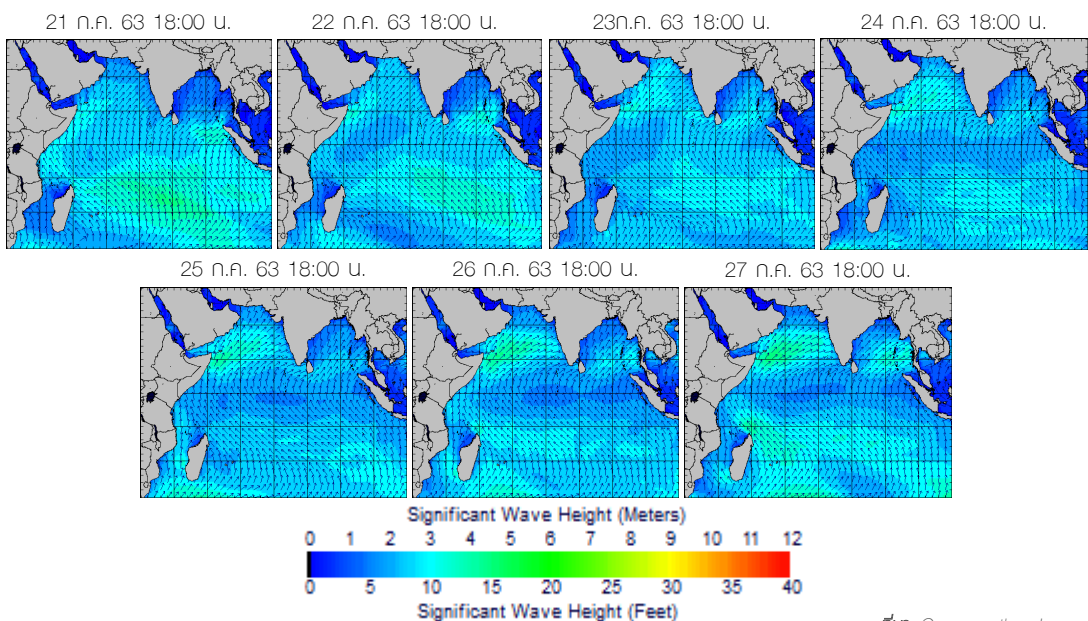 21 ก.ค. 63 18:00 น.
22 ก.ค. 63 18:00 น.
23ก.ค. 63 18:00 น.
24 ก.ค. 63 18:00 น.
25 ก.ค. 63 18:00 น.
26 ก.ค. 63 18:00 น.
27 ก.ค. 63 18:00 น.
Significant Wave Height (Meters)
0 1 2 3 4 5 6 7 8 9 10 11 12
0 5 10 15 20 25 30 35 40
Significant Wave Height (Feet)